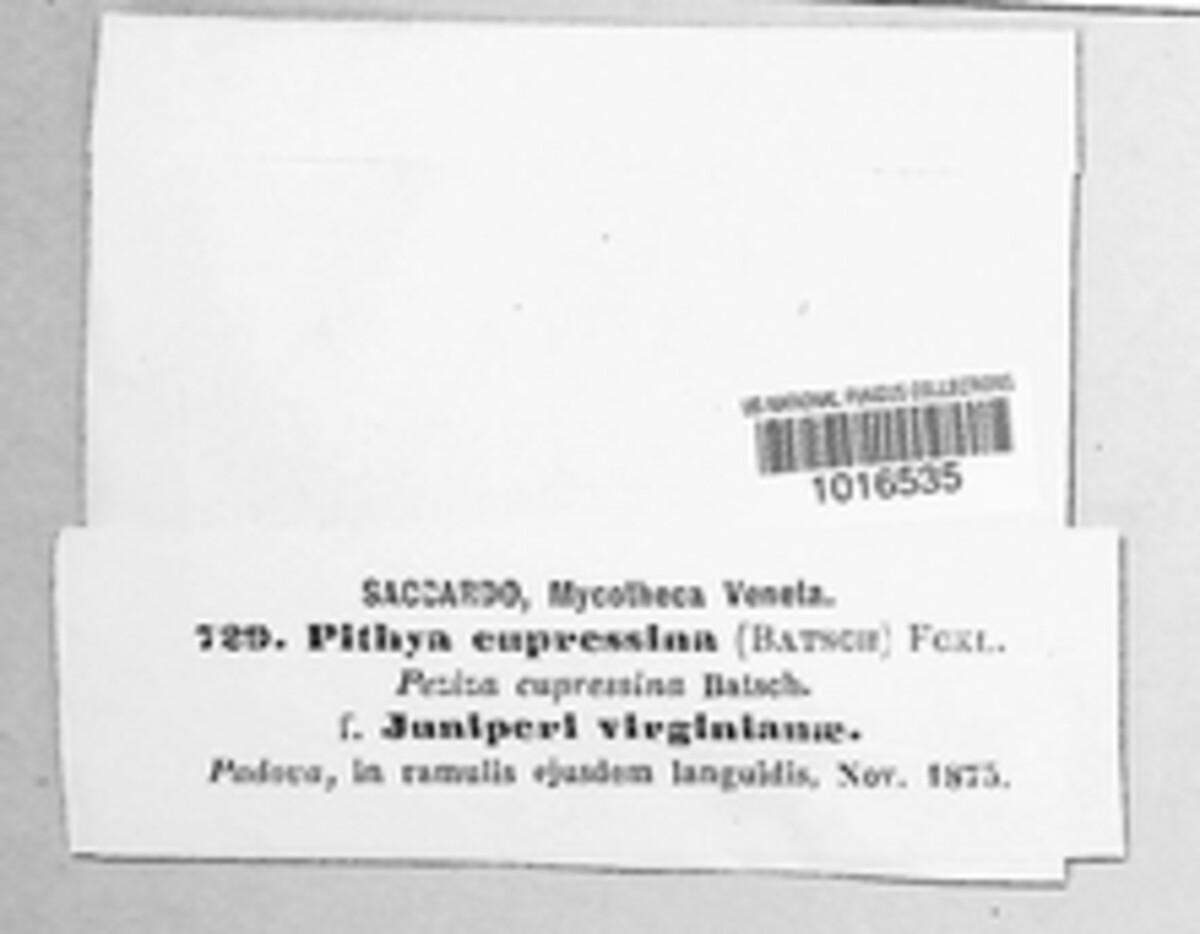 US NATIONAL FUNGUS COLLECTIONS
1016535
SACCARDO, Mycotheca Veneta.
729. Pithya cupressina (BATSCH) FCKL.
Peziza cupressina Batsch.
f. Juniperi virginianæ.
Padova, in ramulis ejusdem languidis, Nov. 1875.